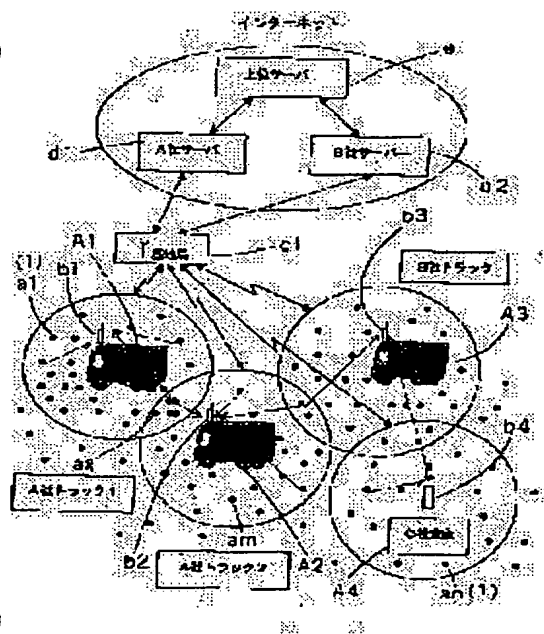 インターネット
上位サーバ
e
A社サーバ
B社サーバー
d
d2
A1
c1
b3
(1)
a1
b1
B社トラック
A3
b4
a2
A社トラック1
am
b2
A社トラック2
A2
A4
an(1)